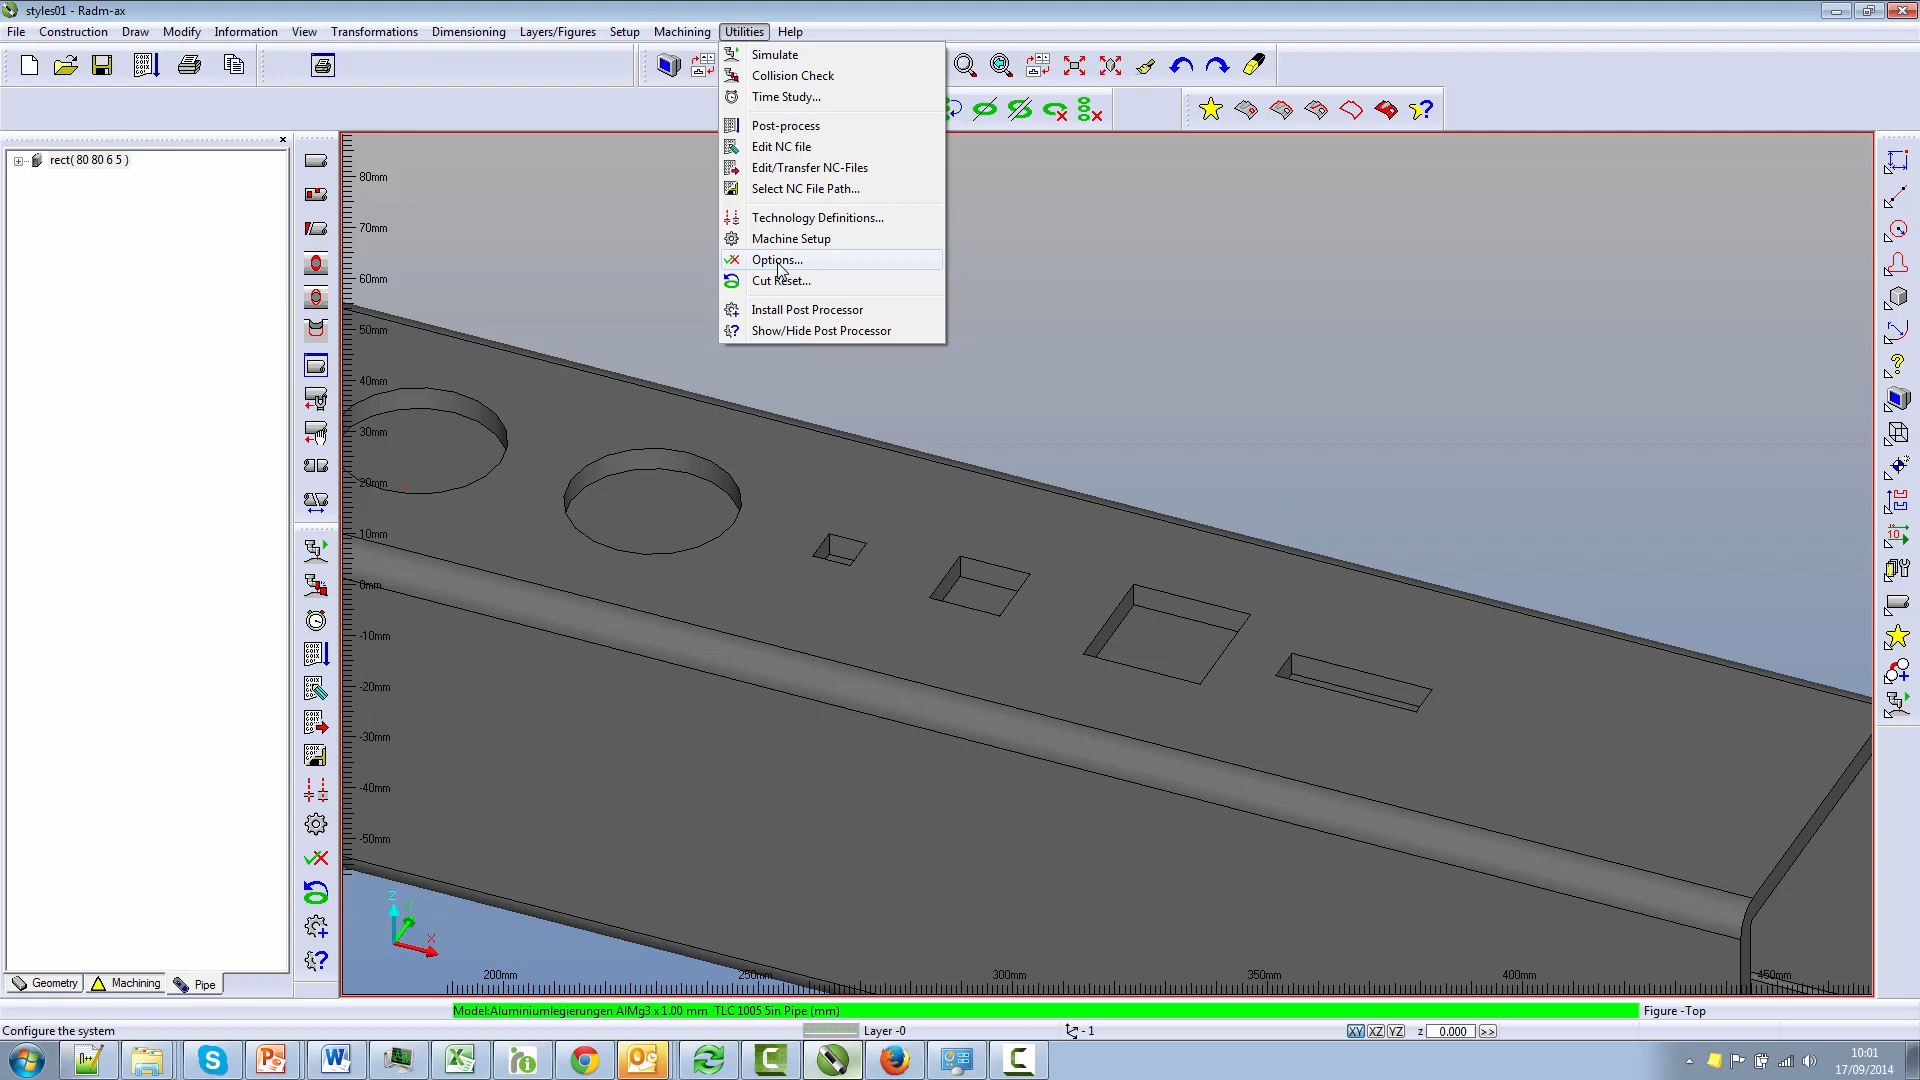 styles01 - Radm-ax
File Construction Draw Modify Information View Transformations Dimensioning Layers/Figures Setup Machining Utilities Help
Simulate
Collision Check
Time Study...
Post-process
Edit NC file
Edit/Transfer NC-Files
Select NC File Path...
Technology Definitions...
Machine Setup
Options...
Cut Reset...
Install Post Processor
Show/Hide Post Processor
rect( 80 80 6 5 )
80mm
70mm
60mm
50mm
40mm
30mm
20mm
10mm
0mm
-10mm
-20mm
-30mm
-40mm
-50mm
Z
Y
X
200mm 250mm 300mm 350mm 400mm 450mm
Geometry Machining Pipe
Model:Aluminiumlegierungen AlMg3 x 1.00 mm TLC 1005 5in Pipe (mm)
Figure -Top
Configure the system
Layer -0
- 1
XY XZ YZ z 0.000 >>
10:01
17/09/2014